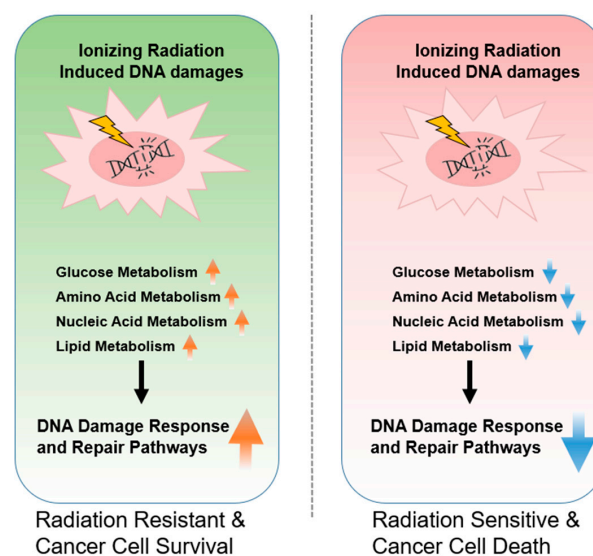 Ionizing Radiation
Induced DNA damages
Glucose Metabolism
Amino Acid Metabolism
Nucleic Acid Metabolism
Lipid Metabolism
DNA Damage Response
and Repair Pathways
Radiation Resistant &
Cancer Cell Survival
Ionizing Radiation
Induced DNA damages
Glucose Metabolism
Amino Acid Metabolism
Nucleic Acid Metabolism
Lipid Metabolism
DNA Damage Response
and Repair Pathways
Radiation Sensitive &
Cancer Cell Death